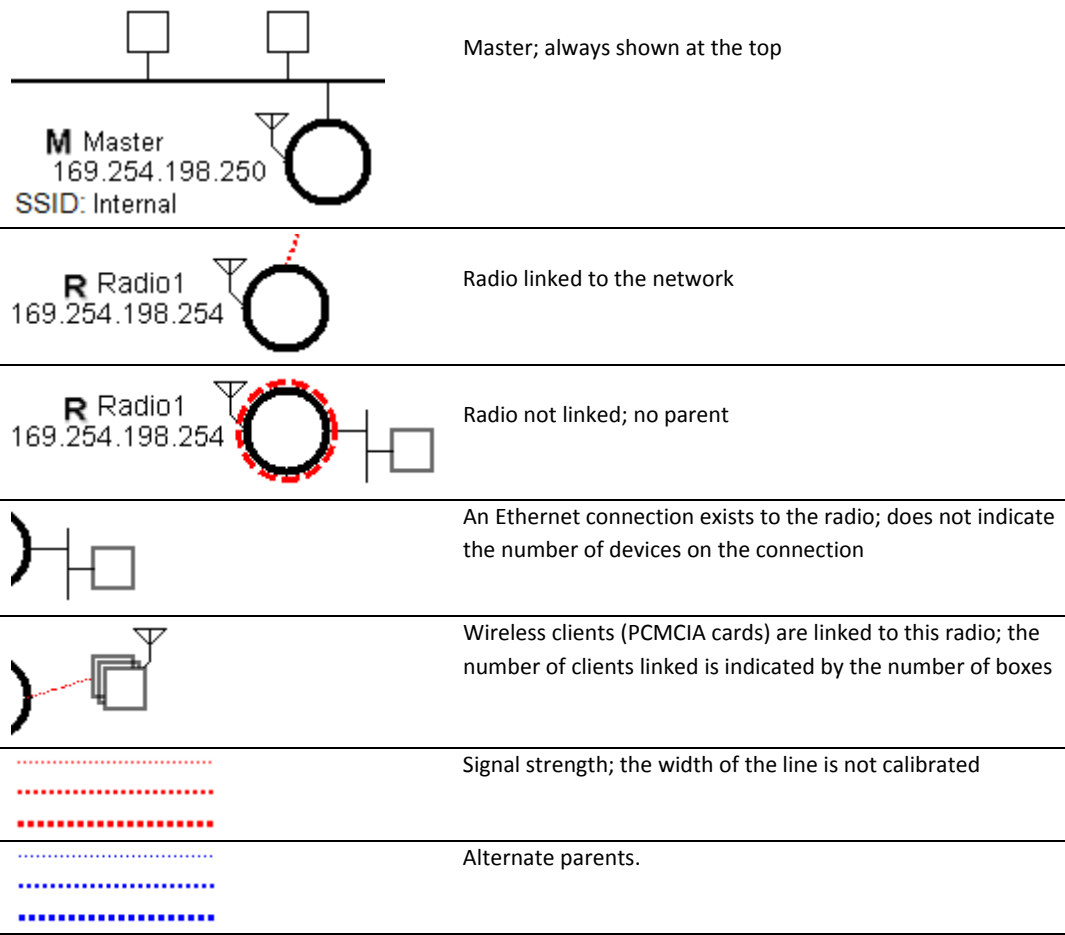 Master; always shown at the top
M Master
169.254.198.250
SSID: Internal
R Radio1
169.254.198.254
Radio linked to the network
R Radio1
169.254.198.254
Radio not linked; no parent
An Ethernet connection exists to the radio; does not indicate
the number of devices on the connection
Wireless clients (PCMCIA cards) are linked to this radio; the
number of clients linked is indicated by the number of boxes
Signal strength; the width of the line is not calibrated
Alternate parents.